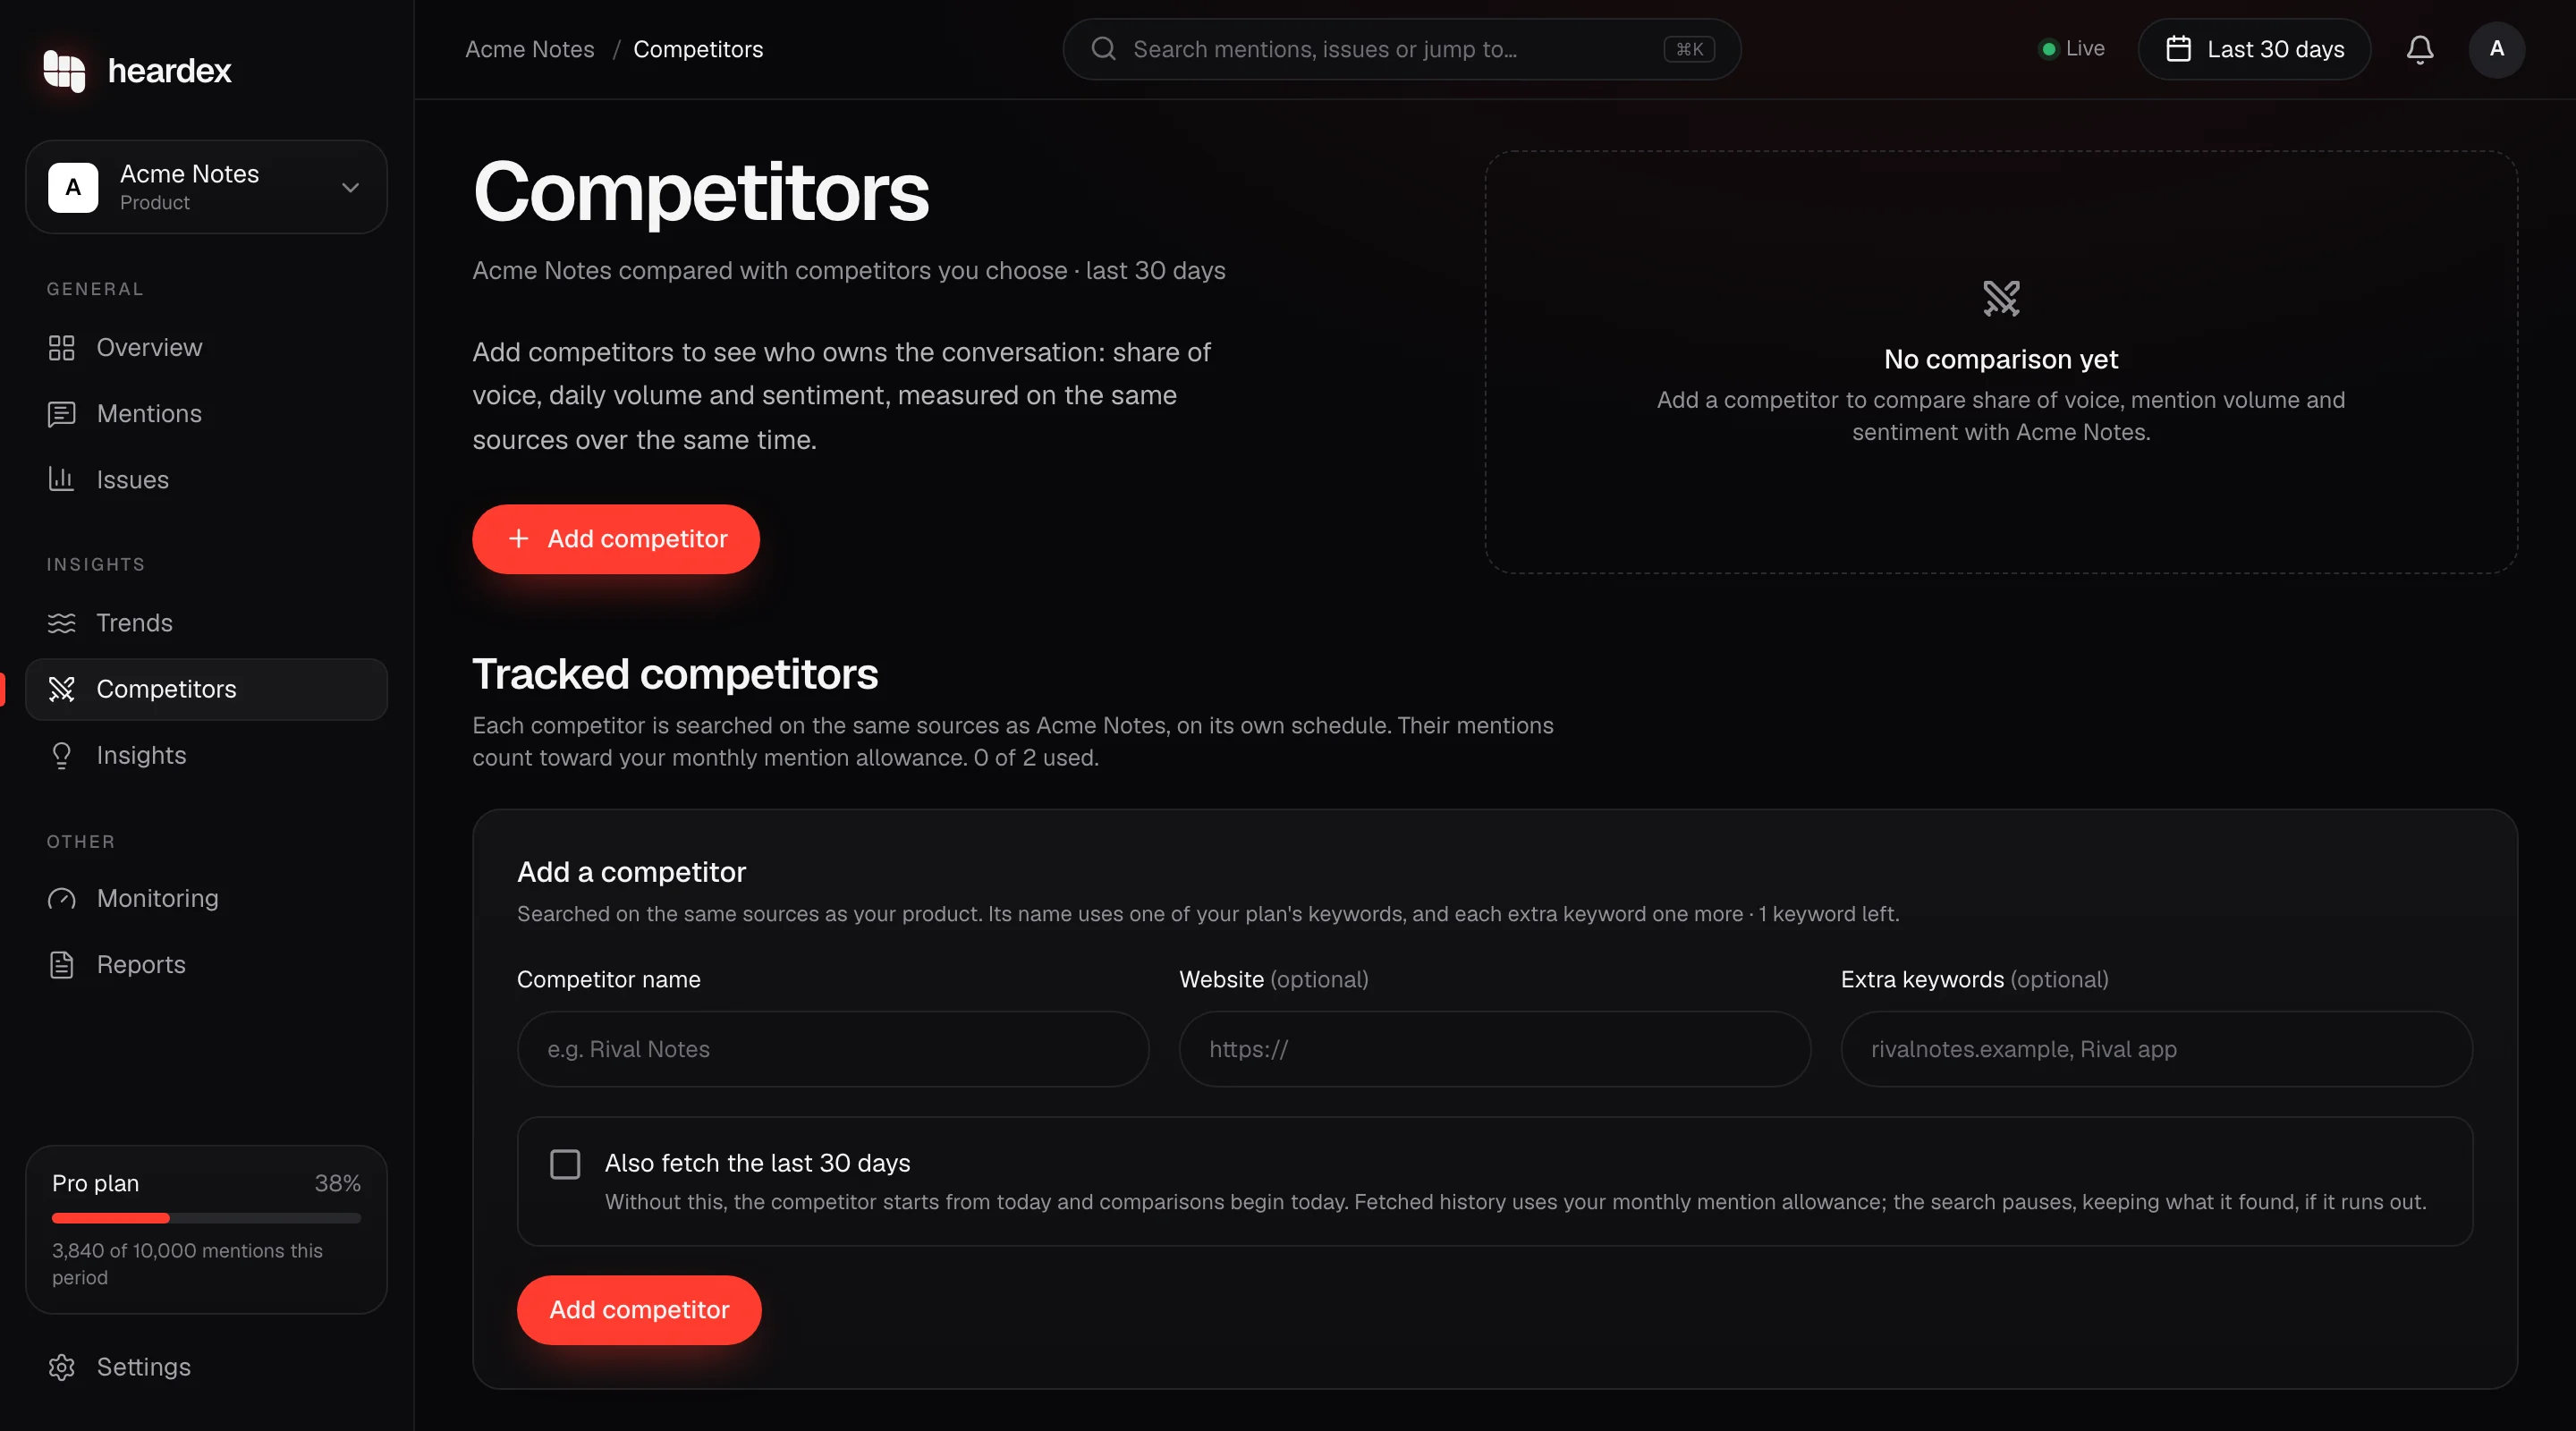 heardex
A
Acme Notes
Product
GENERAL
Overview
Mentions
Issues
INSIGHTS
Trends
Competitors
Insights
OTHER
Monitoring
Reports
Pro plan
38%
3,840 of 10,000 mentions this
period
Settings
Acme Notes / Competitors
Search mentions, issues or jump to...
⌘K
Live
Last 30 days
A
Competitors
Acme Notes compared with competitors you choose · last 30 days
Add competitors to see who owns the conversation: share of
voice, daily volume and sentiment, measured on the same
sources over the same time.
+ Add competitor
No comparison yet
Add a competitor to compare share of voice, mention volume and
sentiment with Acme Notes.
Tracked competitors
Each competitor is searched on the same sources as Acme Notes, on its own schedule. Their mentions
count toward your monthly mention allowance. 0 of 2 used.
Add a competitor
Searched on the same sources as your product. Its name uses one of your plan's keywords, and each extra keyword one more · 1 keyword left.
Competitor name
e.g. Rival Notes
Website (optional)
https://
Extra keywords (optional)
rivalnotes.example, Rival app
Also fetch the last 30 days
Without this, the competitor starts from today and comparisons begin today. Fetched history uses your monthly mention allowance; the search pauses, keeping what it found, if it runs out.
Add competitor